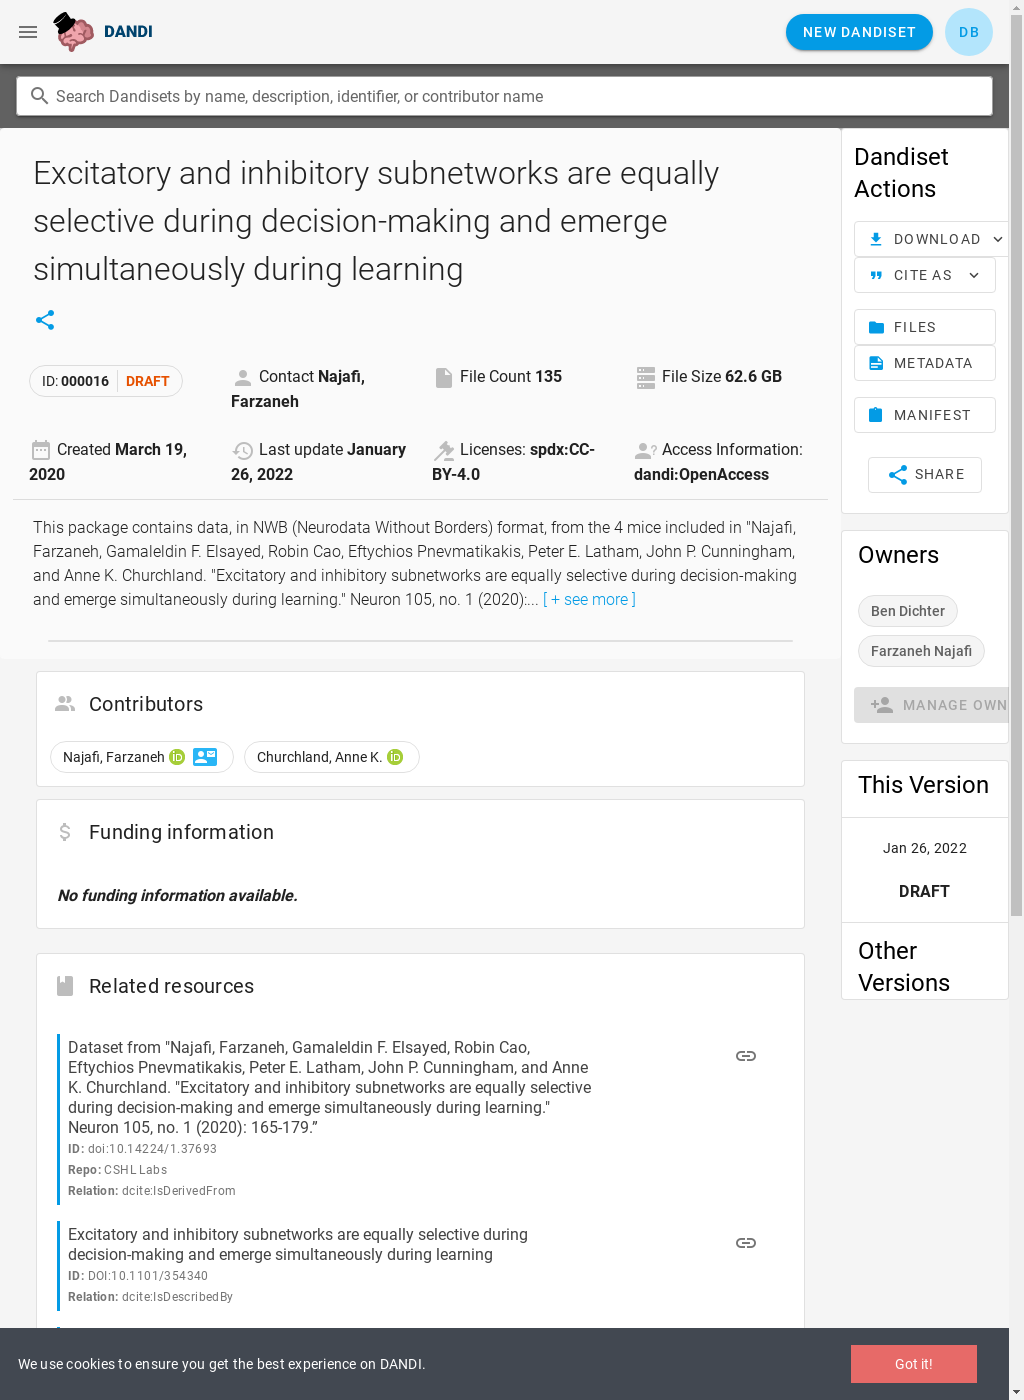 DANDI
NEW DANDISET
DB
Search Dandisets by name, description, identifier, or contributor name
Excitatory and inhibitory subnetworks are equally
selective during decision-making and emerge
simultaneously during learning
ID: 000016 DRAFT
Contact Najafi,
Farzaneh
File Count 135
File Size 62.6 GB
Created March 19,
2020
Last update January
26, 2022
Licenses: spdx:CC-
BY-4.0
Access Information:
dandi:OpenAccess
This package contains data, in NWB (Neurodata Without Borders) format, from the 4 mice included in "Najafi,
Farzaneh, Gamaleldin F. Elsayed, Robin Cao, Eftychios Pnevmatikakis, Peter E. Latham, John P. Cunningham,
and Anne K. Churchland. "Excitatory and inhibitory subnetworks are equally selective during decision-making
and emerge simultaneously during learning." Neuron 105, no. 1 (2020):... [ + see more ]
Contributors
Najafi, Farzaneh iD
Churchland, Anne K. iD
Funding information
No funding information available.
Related resources
Dataset from "Najafi, Farzaneh, Gamaleldin F. Elsayed, Robin Cao,
Eftychios Pnevmatikakis, Peter E. Latham, John P. Cunningham, and Anne
K. Churchland. "Excitatory and inhibitory subnetworks are equally selective
during decision-making and emerge simultaneously during learning."
Neuron 105, no. 1 (2020): 165-179.”
ID: doi:10.14224/1.37693
Repo: CSHL Labs
Relation: dcite:IsDerivedFrom
Excitatory and inhibitory subnetworks are equally selective during
decision-making and emerge simultaneously during learning
ID: DOI:10.1101/354340
Relation: dcite:IsDescribedBy
Dandiset
Actions
DOWNLOAD
CITE AS
FILES
METADATA
MANIFEST
SHARE
Owners
Ben Dichter
Farzaneh Najafi
MANAGE OWN
This Version
Jan 26, 2022
DRAFT
Other
Versions
We use cookies to ensure you get the best experience on DANDI.
Got it!